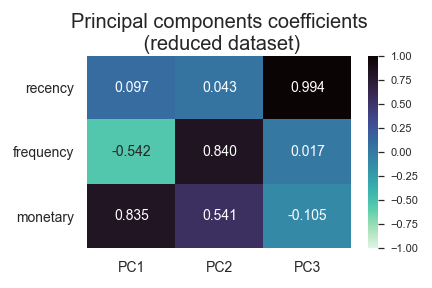 Principal components coefficients
(reduced dataset)
recency 0.097 0.043 0.994
frequency -0.542 0.840 0.017
monetary 0.835 0.541 -0.105
PC1 PC2 PC3
1.00
0.75
0.50
0.25
0.00
−0.25
−0.50
−0.75
−1.00